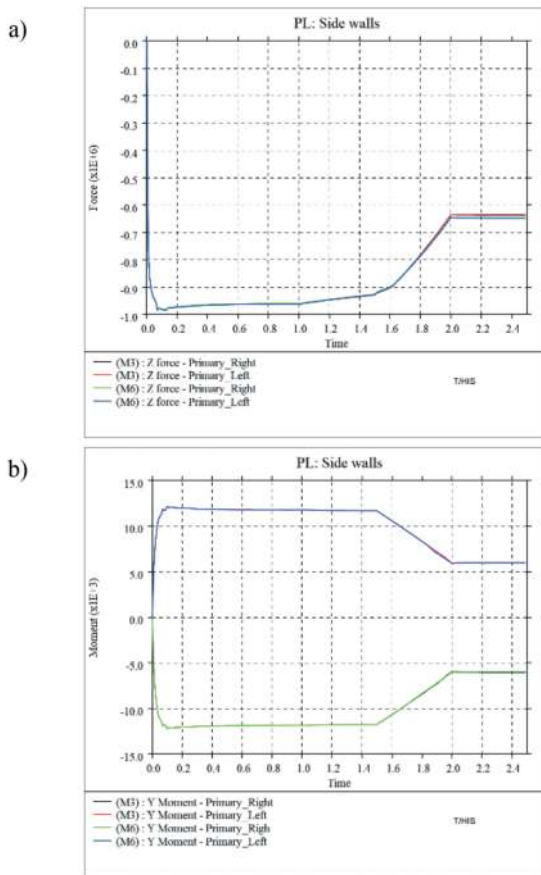 a)
PL: Side walls
0.0
-0.1
-0.2
-0.3
-0.4
-0.5
-0.6
-0.7
-0.8
-0.9
-1.0
Force (x1E+6)
0.0 0.2 0.4 0.6 0.8 1.0 1.2 1.4 1.6 1.8 2.0 2.2 2.4
Time
(M3) : Z force - Primary_Right
(M3) : Z force - Primary_Left
(M6) : Z force - Primary_Right
(M6) : Z force - Primary_Left
T/HIS
b)
PL: Side walls
15.0
10.0
5.0
0.0
-5.0
-10.0
-15.0
Moment (x1E+3)
0.0 0.2 0.4 0.6 0.8 1.0 1.2 1.4 1.6 1.8 2.0 2.2 2.4
Time
(M3) : Y Moment - Primary_Right
(M3) : Y Moment - Primary_Left
(M6) : Y Moment - Primary_Righ
(M6) : Y Moment - Primary_Left
T/HIS